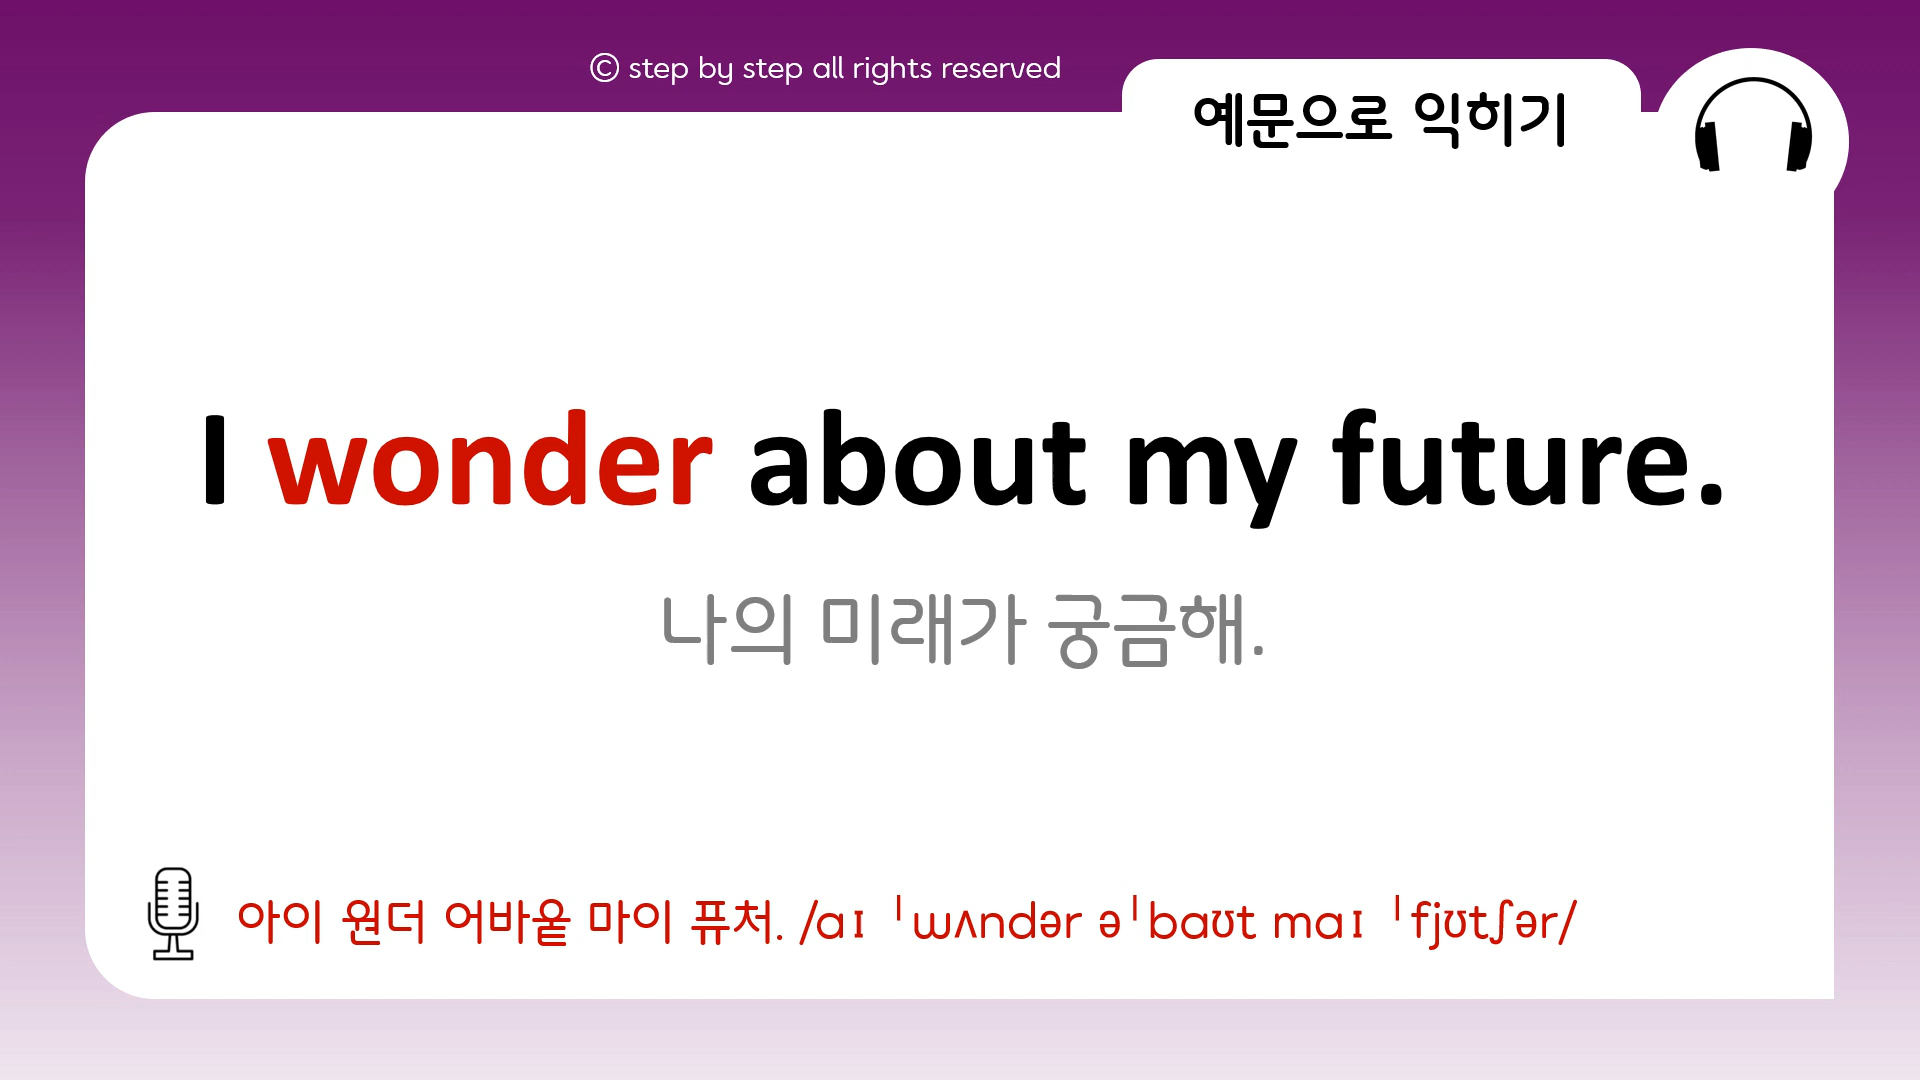 © step by step all rights reserved
예문으로 익히기
I wonder about my future.
나의 미래가 궁금해.
아이 원더 어바웉 마이 퓨처. /aɪ ˈwʌndər əˈbaʊt maɪ ˈfjʊtʃər/